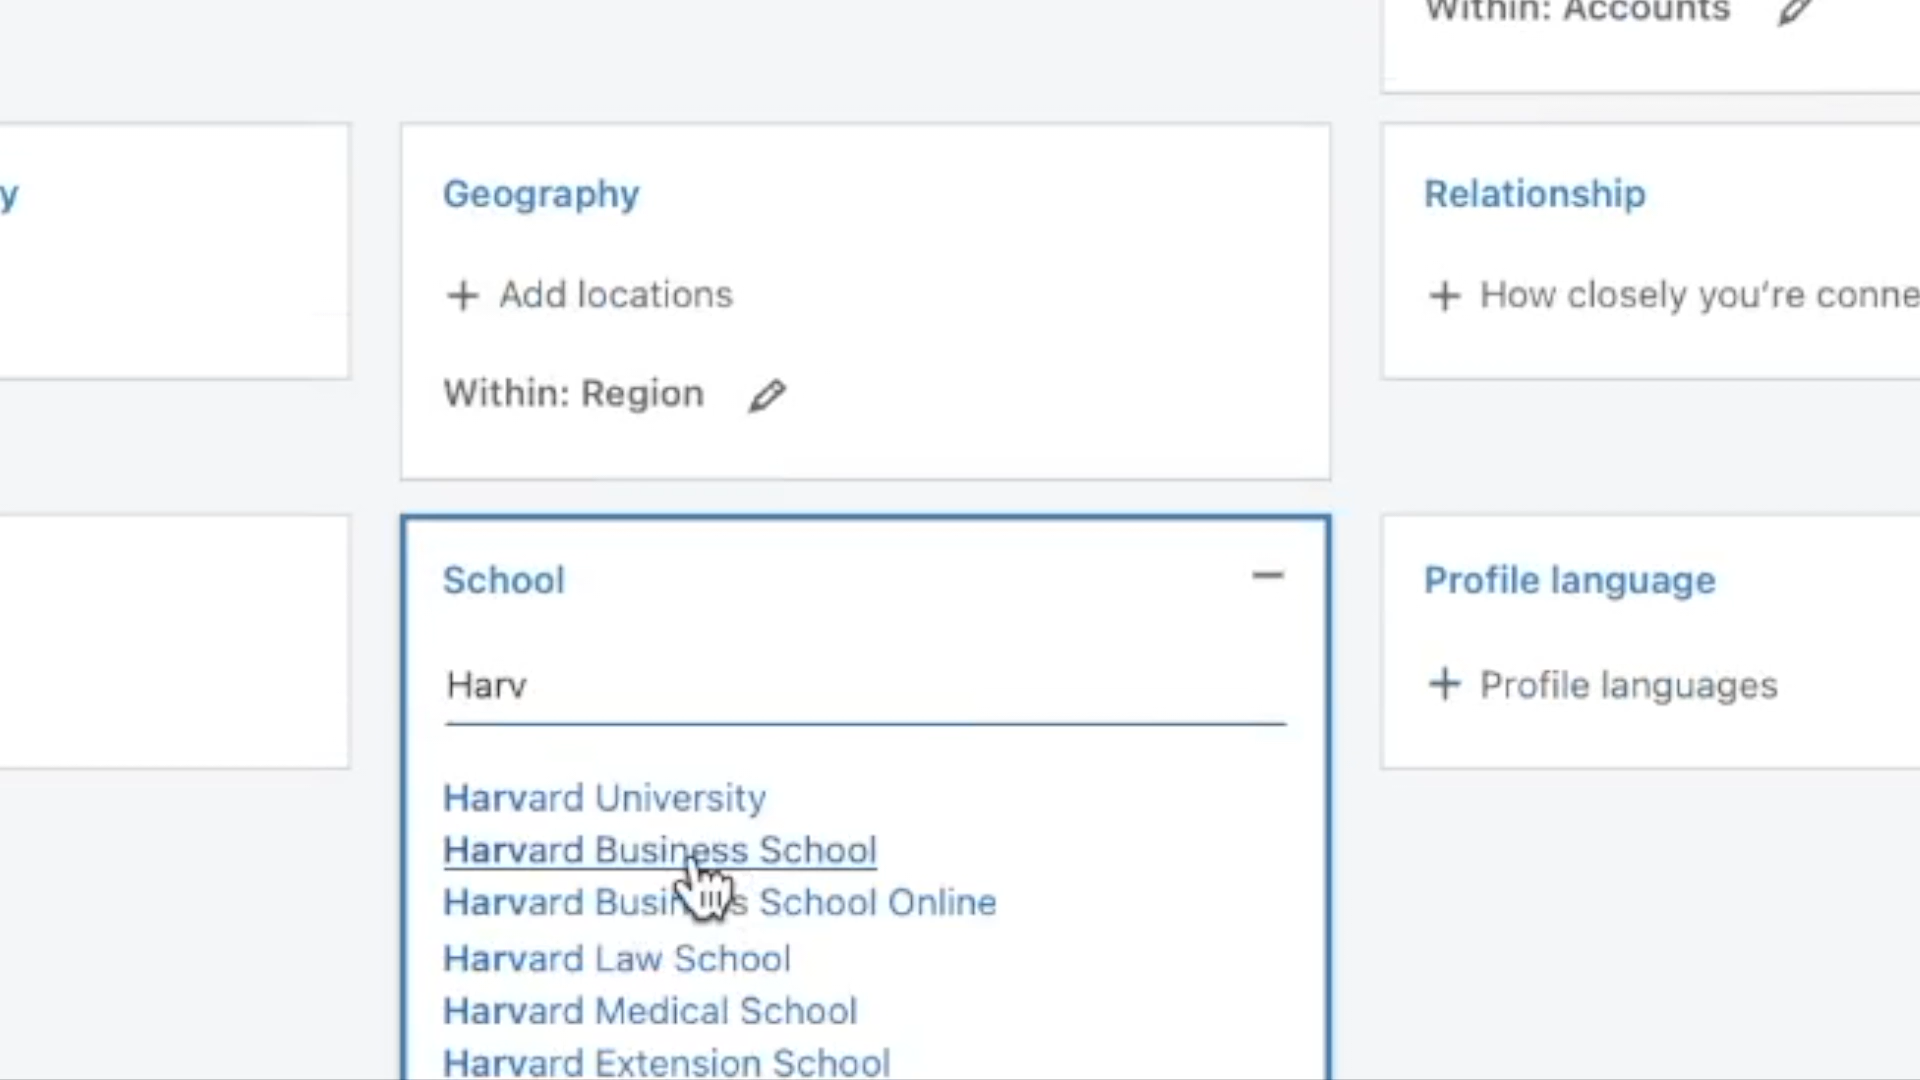 Within: Accounts
y
Geography
+ Add locations
Within: Region
Relationship
+ How closely you're conne
School
Harv
Harvard University
Harvard Business School
Harvard Business School Online
Harvard Law School
Harvard Medical School
Harvard Extension School
Profile language
+ Profile languages